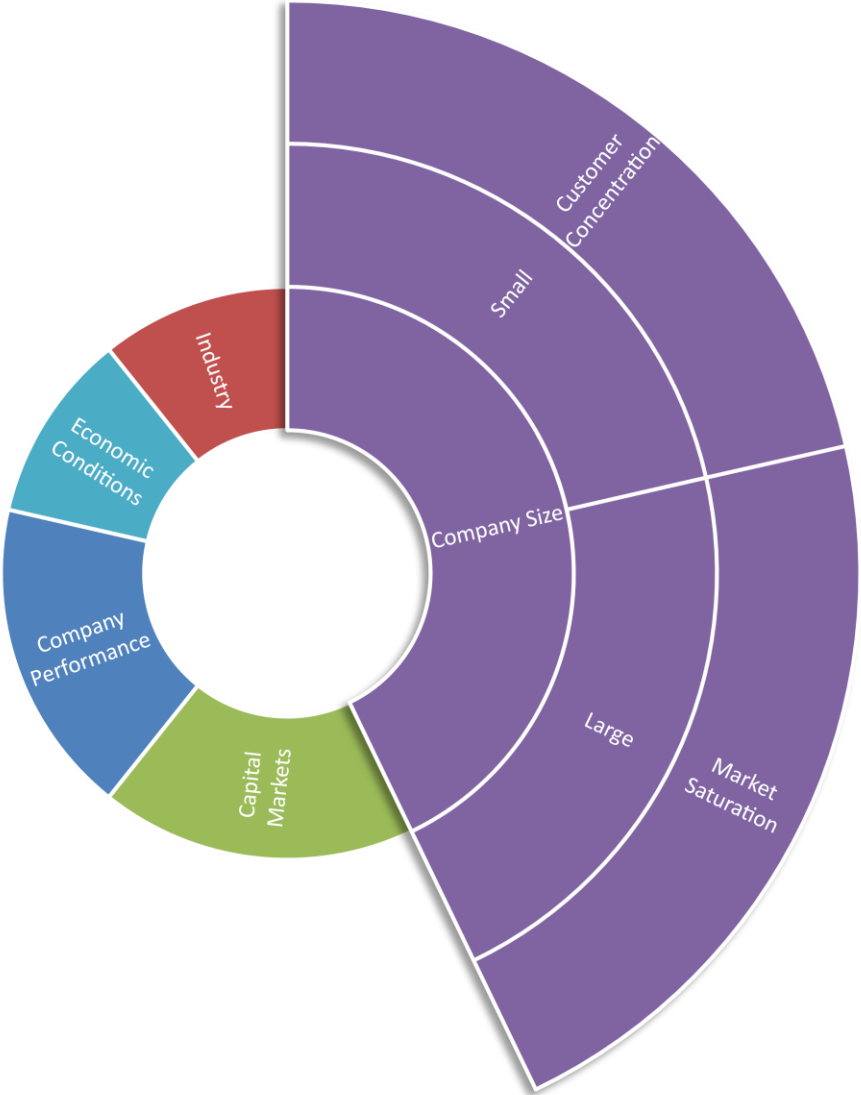 Customer
Concentration
Small
Industry
Economic
Conditions
Company Size
Company
Performance
Large
Capital
Markets
Market
Saturation